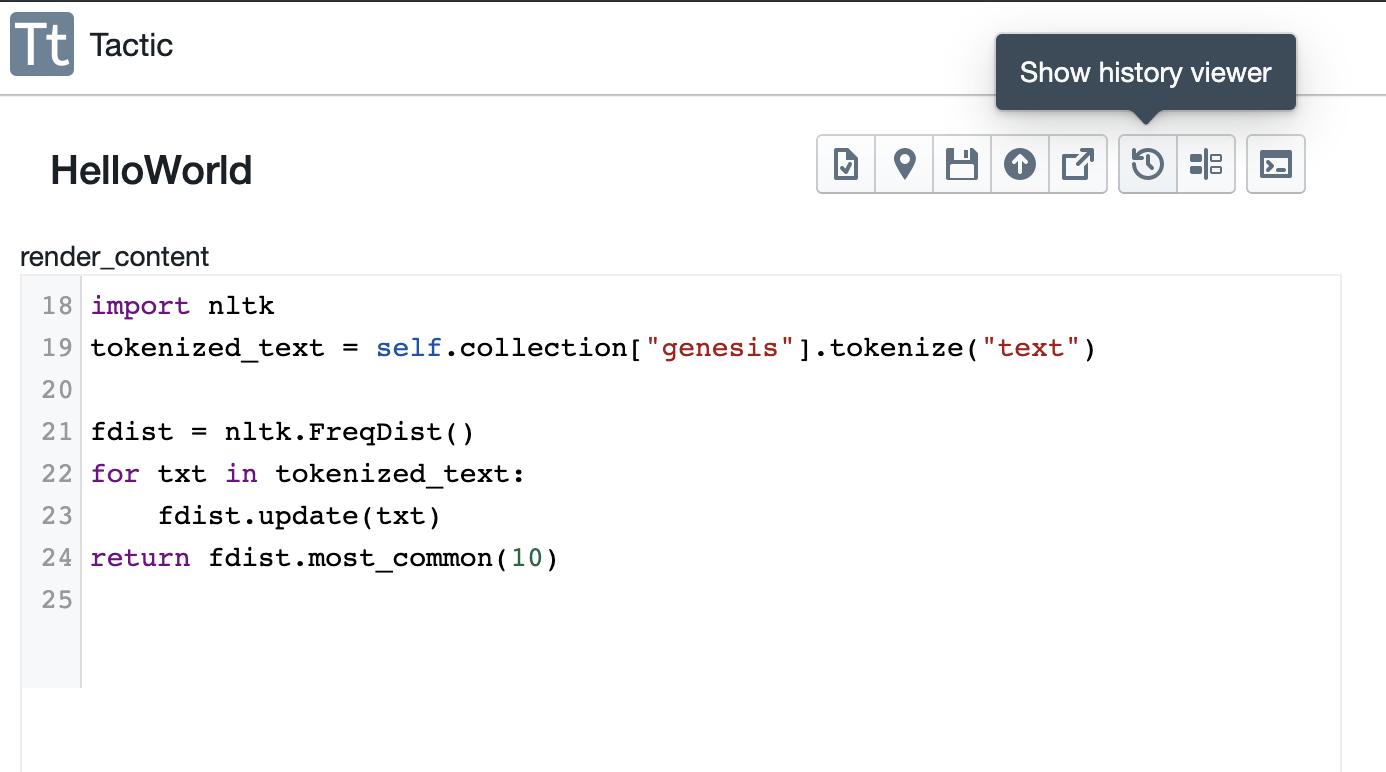 Tt Tactic
Show history viewer
HelloWorld
render_content
18 import nltk
19 tokenized_text = self.collection["genesis"].tokenize("text")
20
21 fdist = nltk.FreqDist()
22 for txt in tokenized_text:
23     fdist.update(txt)
24 return fdist.most_common(10)
25